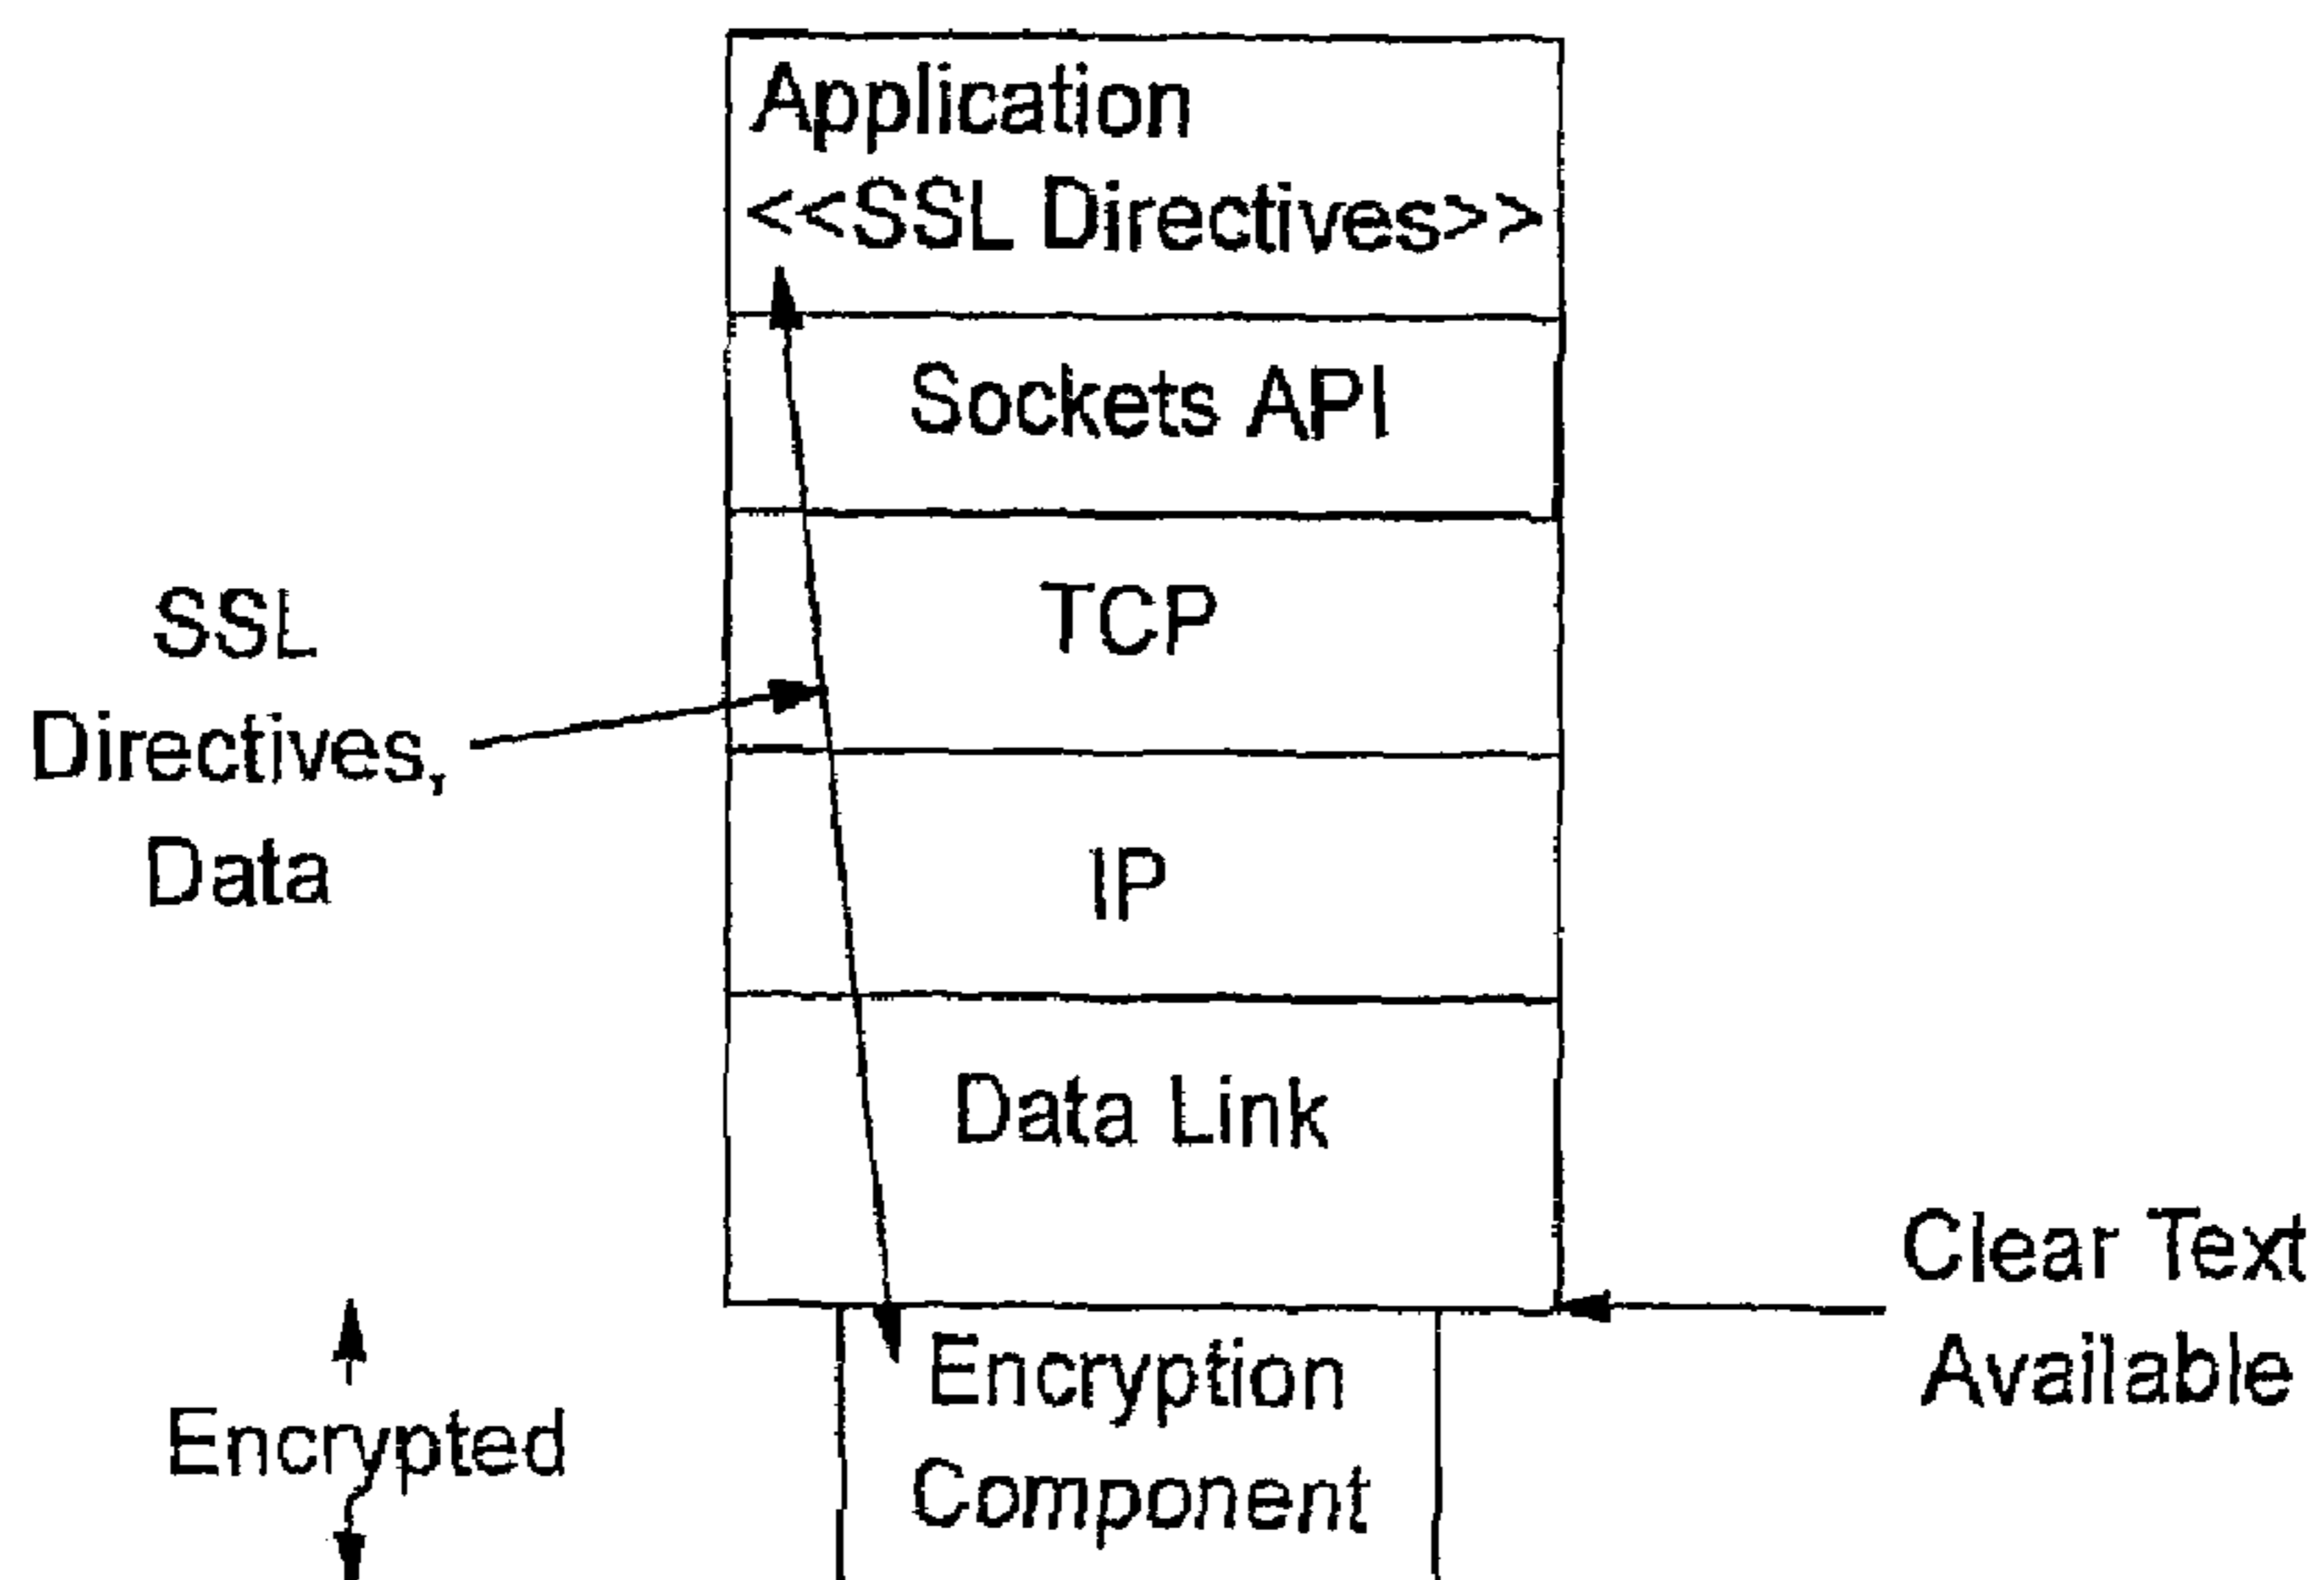 Application
<<SSL Directives>>
Sockets API
TCP
SSL
Directives,
Data
IP
Data Link
Clear Text
Available
Encryption
Component
Encrypted